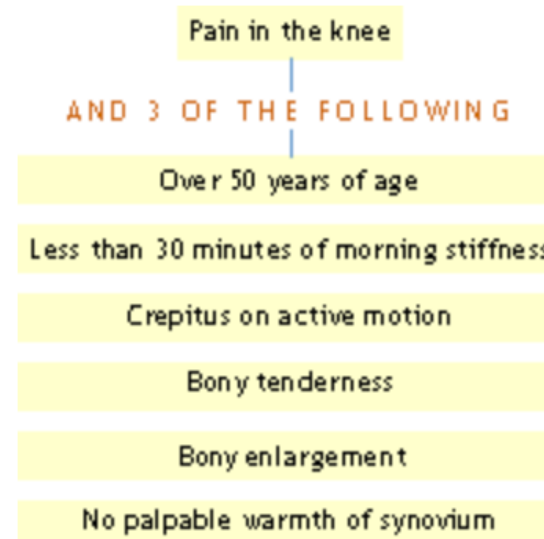 Pain in the knee
AND 3 OF THE FOLLOWING
Over 50 years of age
Less than 30 minutes of morning stiffness
Crepitus on active motion
Bony tenderness
Bony enlargement
No palpable warmth of synovium